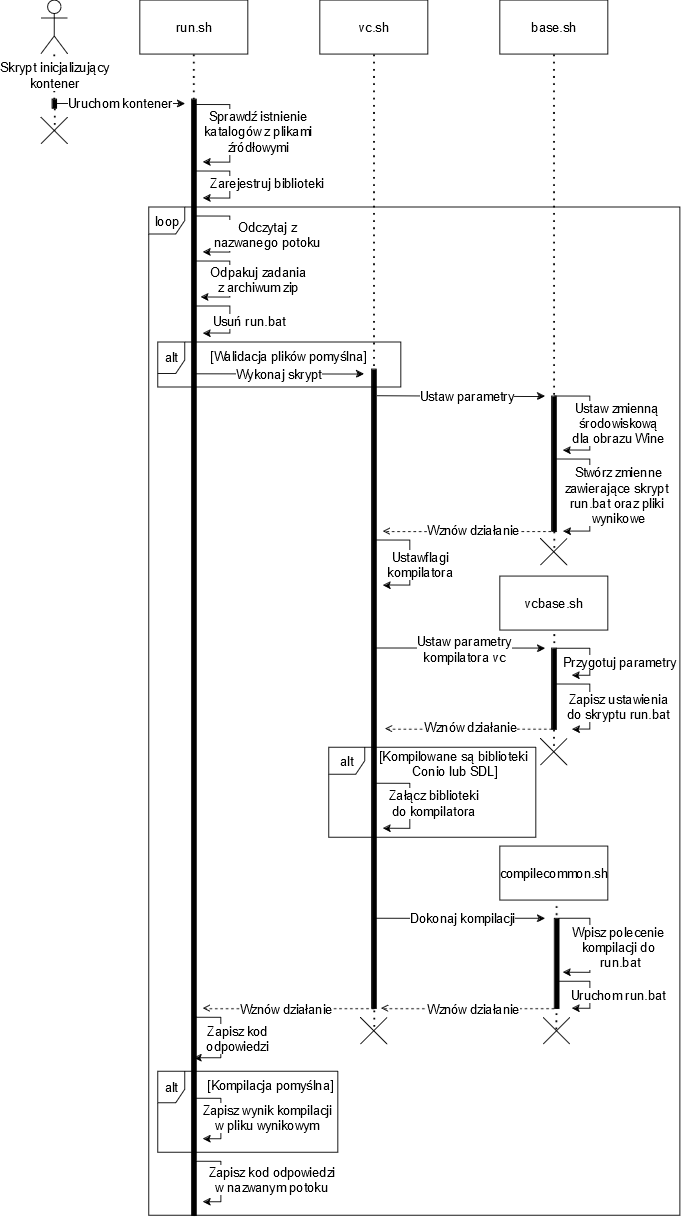 run.sh
vc.sh
base.sh
Skrypt inicjalizujący
kontener
Uruchom kontener
Sprawdź istnienie
katalogów z plikami
źródłowymi
Zarejestruj biblioteki
loop
Odczytaj z
nazwanego potoku
Odpakuj zadania
z archiwum zip
Usuń run.bat
alt
[Walidacja plików pomyślna]
Wykonaj skrypt
Ustaw parametry
Ustaw zmienną
środowiskową
dla obrazu Wine
Stwórz zmienne
zawierające skrypt
run.bat oraz pliki
wynikowe
Wznów działanie
Ustaw flagi
kompilatora
vcbase.sh
Ustaw parametry
kompilatora vc
Przygotuj parametry
Zapisz ustawienia
do skryptu run.bat
Wznów działanie
alt
[Kompilowane są biblioteki
Conio lub SDL]
Załącz biblioteki
do kompilatora
compilecommon.sh
Dokonaj kompilacji
Wpisz polecenie
kompilacji do
run.bat
Uruchom run.bat
Wznów działanie
Wznów działanie
Zapisz kod
odpowiedzi
alt
[Kompilacja pomyślna]
Zapisz wynik kompilacji
w pliku wynikowym
Zapisz kod odpowiedzi
w nazwanym potoku